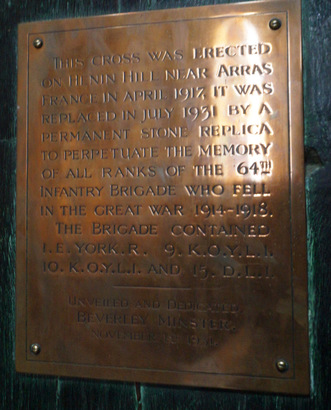 THIS CROSS WAS ERECTED
ON HENIN HILL NEAR ARRAS
FRANCE IN APRIL 1917. IT WAS
REPLACED IN JULY 1931 BY A
PERMANENT STONE REPLICA
TO PERPETUATE THE MEMORY
OF ALL RANKS OF THE 64TH
INFANTRY BRIGADE WHO FELL
IN THE GREAT WAR 1914-1918.
THE BRIGADE CONTAINED
1. E. YORK. R. 9. K.O.Y.L.I.
10. K.O.Y.L.I. AND 15. D.L.I.
UNVEILED AND DEDICATED
BEVERLEY MINSTER.
NOVEMBER